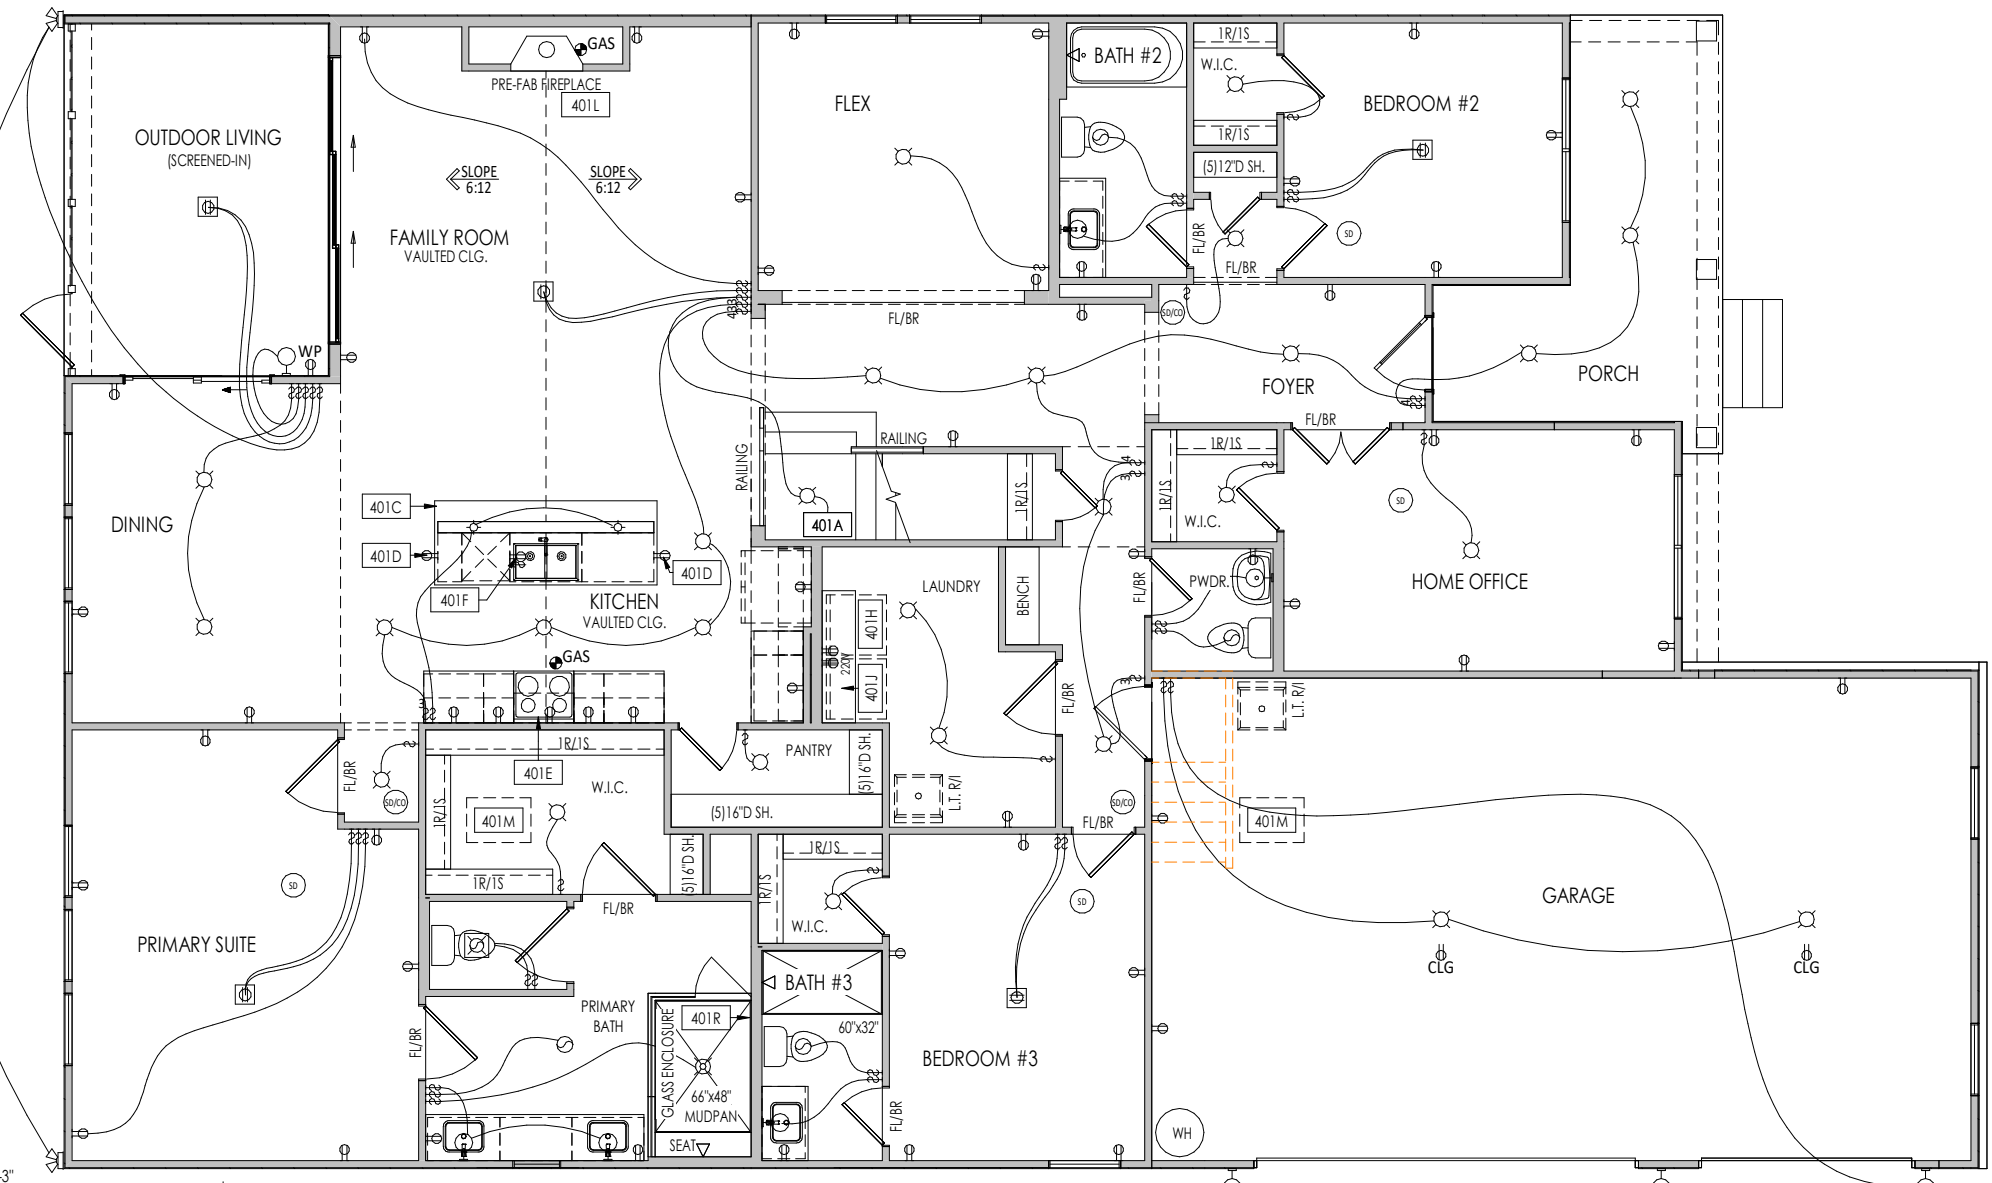 GAS
PRE-FAB FIREPLACE
401L
OUTDOOR LIVING
(SCREENED-IN)
SLOPE
6:12
SLOPE
6:12
FAMILY ROOM
VAULTED CLG.
WP
FLEX
FL/BR
BATH #2
1R/1S
W.I.C.
1R/1S
(5)12"D SH.
FL/BR
FL/BR
BEDROOM #2
SD
SD/CO
FOYER
FL/BR
PORCH
DINING
401C
401D
401F
401D
KITCHEN
VAULTED CLG.
GAS
401E
RAILING
RAILING
401A
1R/1S
4
3
433
4
3
3
LAUNDRY
BENCH
401H
401J
220V
L.T. R/I
FL/BR
FL/BR
1R/1S
1R/1S
W.I.C.
PWDR.
SD
HOME OFFICE
L.T. R/I
401M
GARAGE
CLG
CLG
WH
PRIMARY SUITE
SD
FL/BR
SD/CO
1R/1S
1R/1S
1R/1S
W.I.C.
401M
PANTRY
(5)16"D SH.
(5)16"D SH.
(5)16"D SH.
FL/BR
PRIMARY
BATH
FL/BR
GLASS ENCLOSURE
401R
66"x48"
MUDPAN
SEAT
1R/1S
1R/1S
W.I.C.
BATH #3
60"x32"
FL/BR
SD/CO
FL/BR
SD
BEDROOM #3
-3"